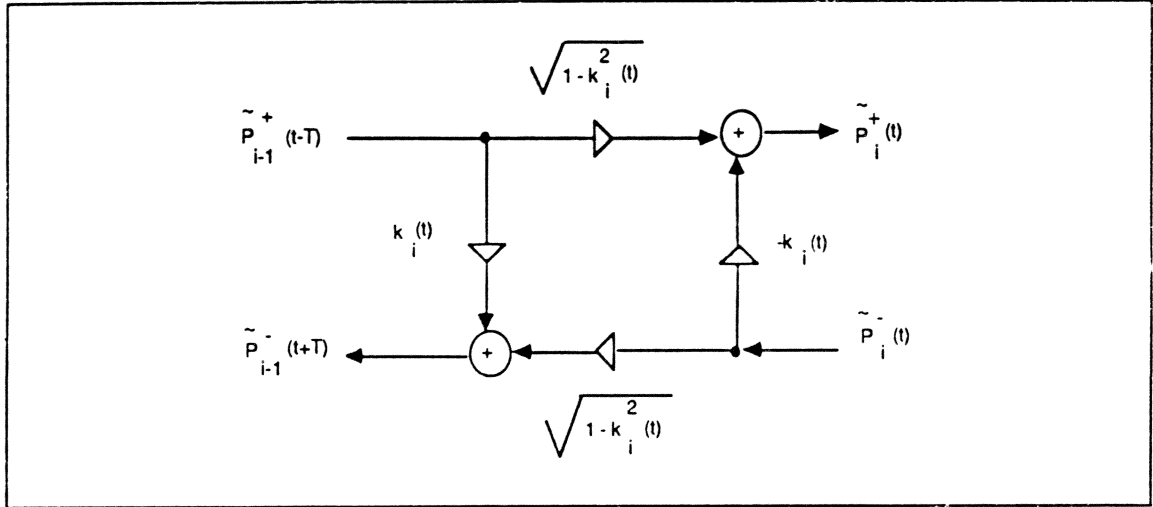 √1 - k_i^2 (t)
P̃_{i-1}^+ (t-T)
+
P̃_i^+ (t)
k_i (t)
-k_i (t)
P̃_{i-1}^- (t+T)
+
P̃_i^- (t)
√1 - k_i^2 (t)